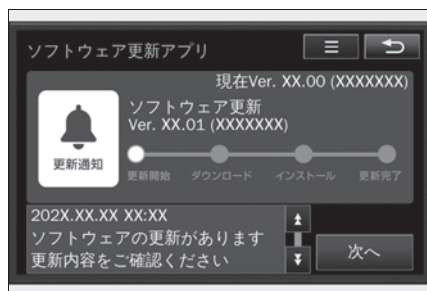 ソフトウェア更新アプリ
現在Ver. XX.00 (XXXXXXX)
ソフトウェア更新
Ver. XX.01 (XXXXXXX)
更新通知
更新開始 ダウンロード インストール 更新完了
202X.XX.XX XX:XX
ソフトウェアの更新があります
更新内容をご確認ください
次へ